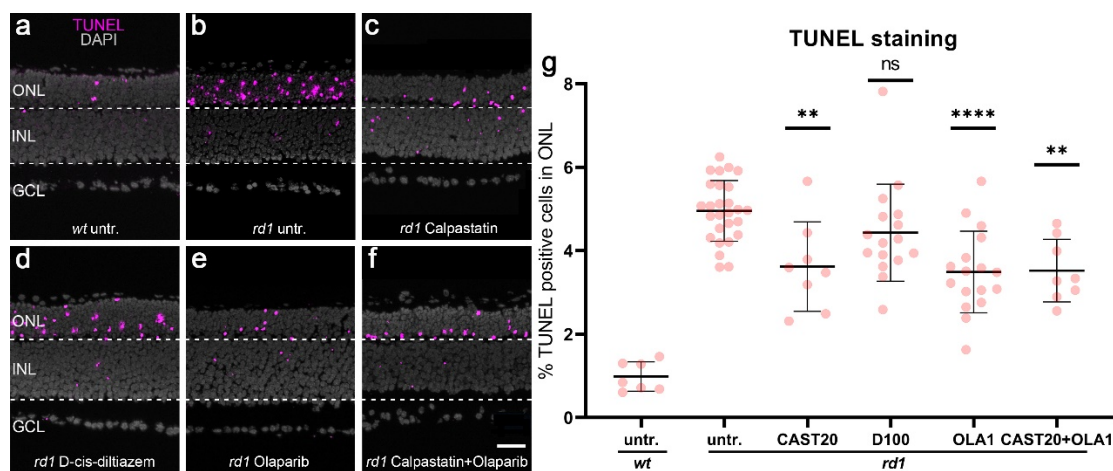 a
TUNEL
DAPI
ONL
INL
GCL
wt untr.
b
rd1 untr.
c
rd1 Calpastatin
d
ONL
INL
GCL
rd1 D-cis-diltiazem
e
rd1 Olaparib
f
rd1 Calpastatin+Olaparib
g
TUNEL staining
% TUNEL positive cells in ONL
8
6
4
2
0
**
ns
****
**
untr.
untr.
CAST20
D100
OLA1
CAST20+OLA1
wt
rd1